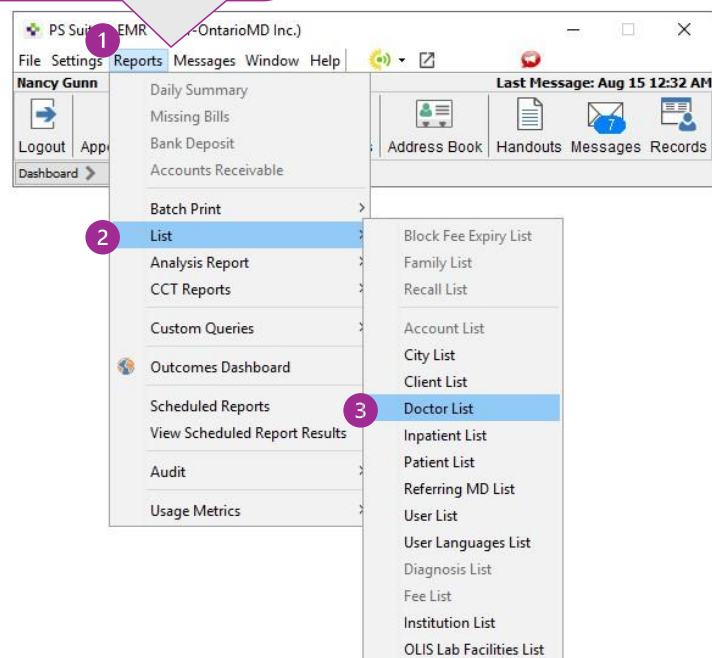 PS Suite EMR -OntarioMD Inc.)
1
File Settings Reports Messages Window Help
Nancy Gunn Last Message: Aug 15 12:32 AM
7
Logout Address Book Handouts Messages Records
Dashboard
Daily Summary
Missing Bills
Bank Deposit
Accounts Receivable
Batch Print
2 List
Analysis Report
CCT Reports
Custom Queries
Outcomes Dashboard
Scheduled Reports
View Scheduled Report Results
Audit
Usage Metrics
Block Fee Expiry List
Family List
Recall List
Account List
City List
Client List
3 Doctor List
Inpatient List
Patient List
Referring MD List
User List
User Languages List
Diagnosis List
Fee List
Institution List
OLIS Lab Facilities List